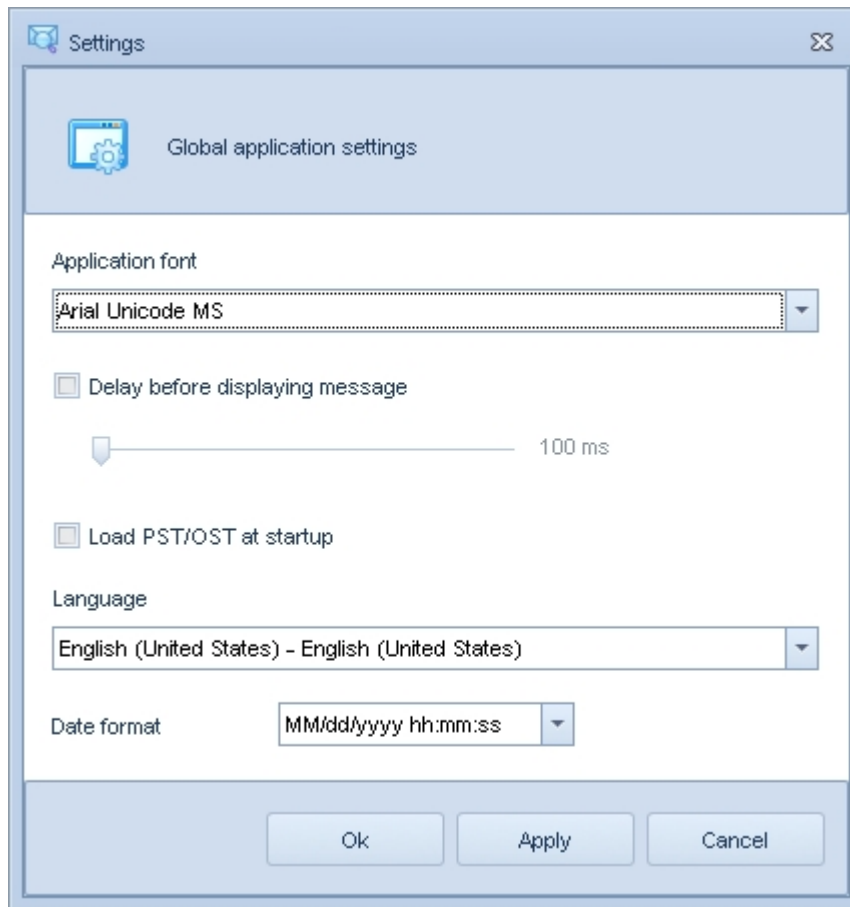 Settings
Global application settings
Application font
Arial Unicode MS
Delay before displaying message
100 ms
Load PST/OST at startup
Language
English (United States) - English (United States)
Date format MM/dd/yyyy hh:mm:ss
Ok Apply Cancel